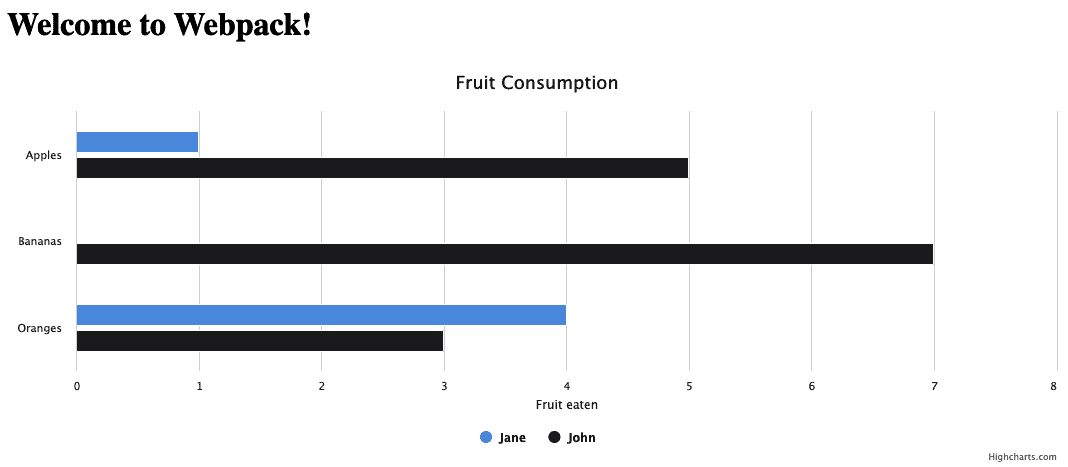 Welcome to Webpack!
Fruit Consumption
Apples
Bananas
Oranges
0 1 2 3 4 5 6 7 8
Fruit eaten
Jane John
Highcharts.com